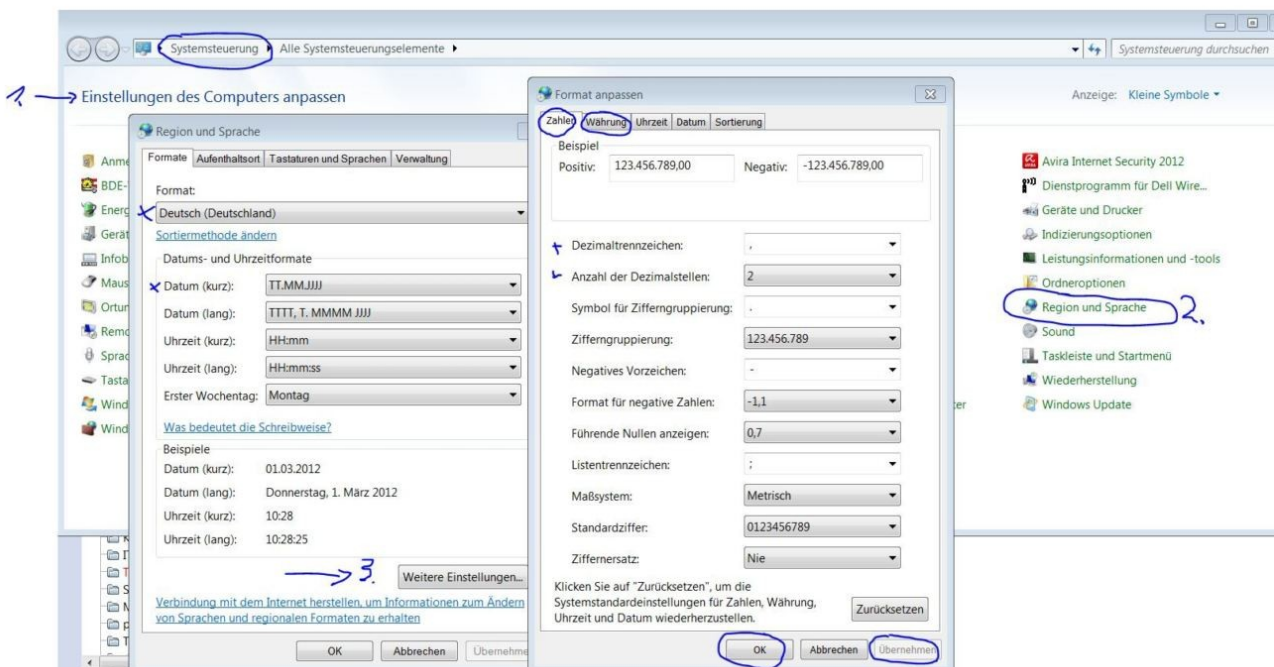 Systemsteuerung
Alle Systemsteuerungselemente
Systemsteuerung durchsuchen
1.
Einstellungen des Computers anpassen
Anzeige: Kleine Symbole
Region und Sprache
Formate
Aufenthaltsort
Tastaturen und Sprachen
Verwaltung
Format:
Deutsch (Deutschland)
Sortiermethode ändern
Datums- und Uhrzeitformate
Datum (kurz): TT.MM.JJJJ
Datum (lang): TTTT, T. MMMM JJJJ
Uhrzeit (kurz): HH:mm
Uhrzeit (lang): HH:mm:ss
Erster Wochentag: Montag
Was bedeutet die Schreibweise?
Beispiele
Datum (kurz): 01.03.2012
Datum (lang): Donnerstag, 1. März 2012
Uhrzeit (kurz): 10:28
Uhrzeit (lang): 10:28:25
3.
Weitere Einstellungen...
Verbindung mit dem Internet herstellen, um Informationen zum Ändern
von Sprachen und regionalen Formaten zu erhalten
OK
Abbrechen
Format anpassen
Zahlen
Währung
Uhrzeit
Datum
Sortierung
Beispiel
Positiv: 123.456.789,00 Negativ: -123.456.789,00
Dezimaltrennzeichen: ,
Anzahl der Dezimalstellen: 2
Symbol für Zifferngruppierung: .
Zifferngruppierung: 123.456.789
Negatives Vorzeichen: -
Format für negative Zahlen: -1,1
Führende Nullen anzeigen: 0,7
Listentrennzeichen: ;
Maßsystem: Metrisch
Standardziffer: 0123456789
Ziffernersatz: Nie
Klicken Sie auf "Zurücksetzen", um die
Systemstandardeinstellungen für Zahlen, Währung,
Uhrzeit und Datum wiederherzustellen.
Zurücksetzen
OK
Abbrechen
Übernehmen
Avira Internet Security 2012
Dienstprogramm für Dell Wire...
Geräte und Drucker
Indizierungsoptionen
Leistungsinformationen und -tools
Ordneroptionen
Region und Sprache
2.
Sound
Taskleiste und Startmenü
Wiederherstellung
Windows Update